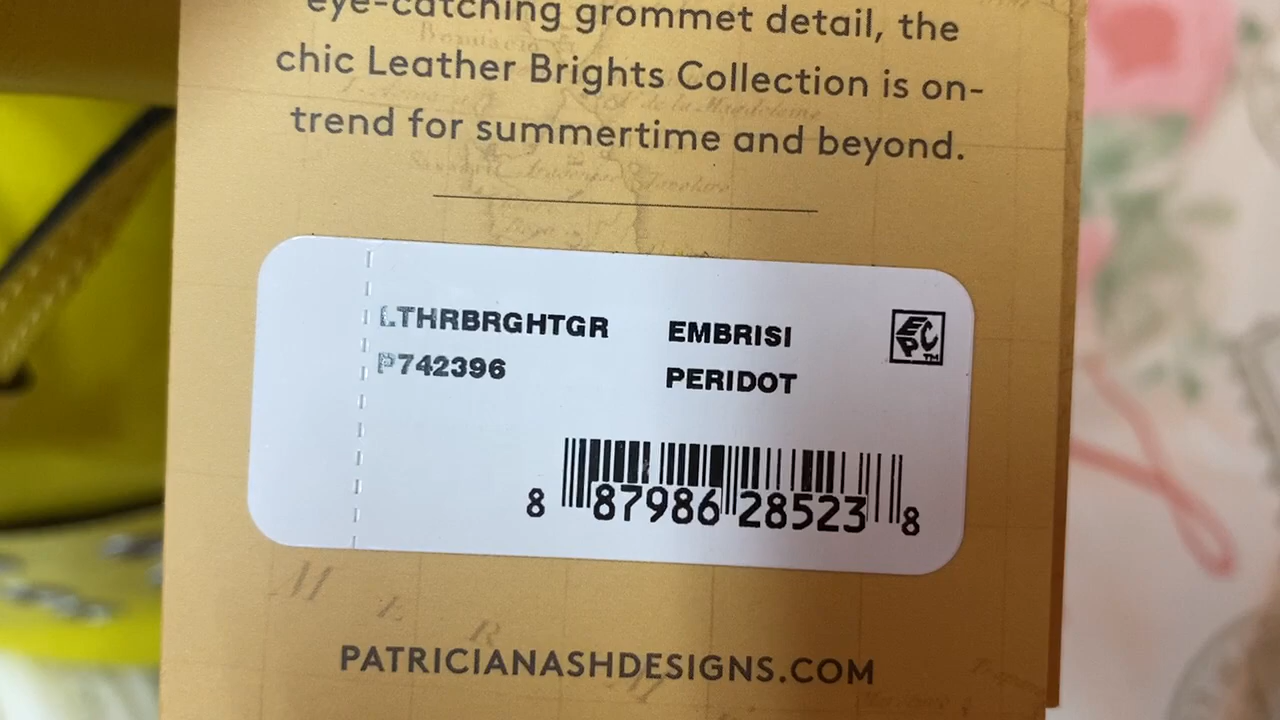 eye-catching grommet detail, the
chic Leather Brights Collection is on-
trend for summertime and beyond.
LTHRBRGHTGR EMBRISI
P742396 PERIDOT
EPC™
8 87986 28523 8
M E R
PATRICIANASHDESIGNS.COM